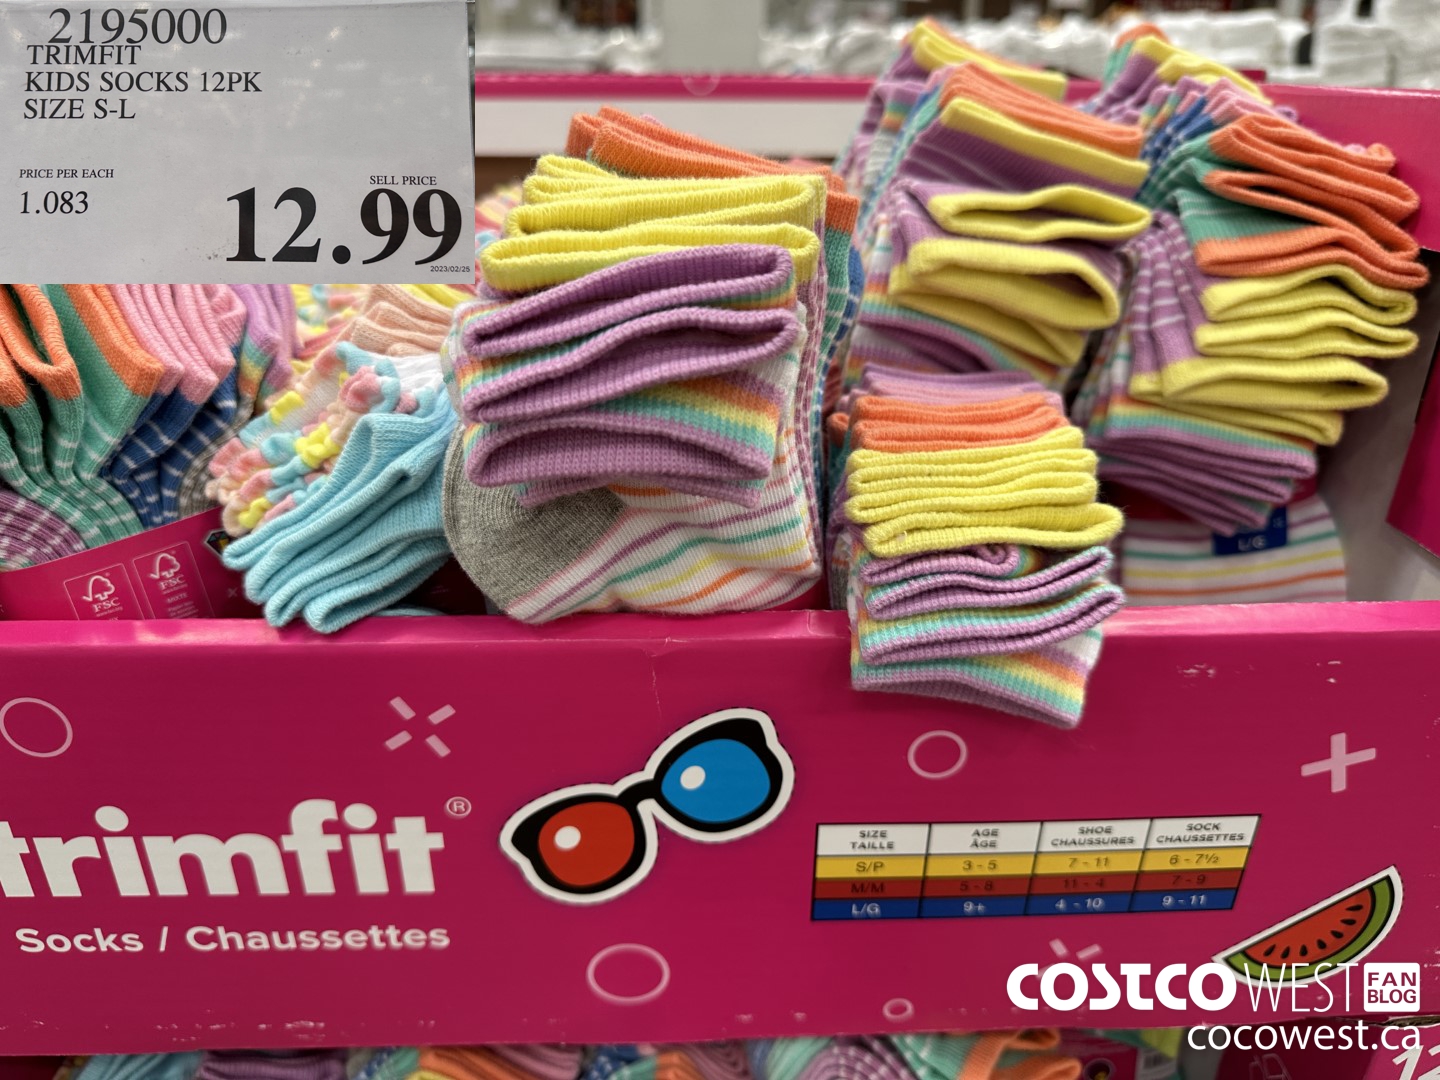 2195000
TRIMFIT
KIDS SOCKS 12PK
SIZE S-L
PRICE PER EACH
1.083
SELL PRICE
12.99
2023/02/25
FSC
FSC
L/G
trimfit®
Socks / Chaussettes
SIZE TAILLE AGE ÂGE SHOE CHAUSSURES SOCK CHAUSSETTES
S/P 3 - 5 7 - 11 6 - 7½
M/M 5 - 8 11 - 4 7 - 9
L/G 9+ 4 - 10 9 - 11
COSTCO WEST FAN BLOG
cocowest.ca